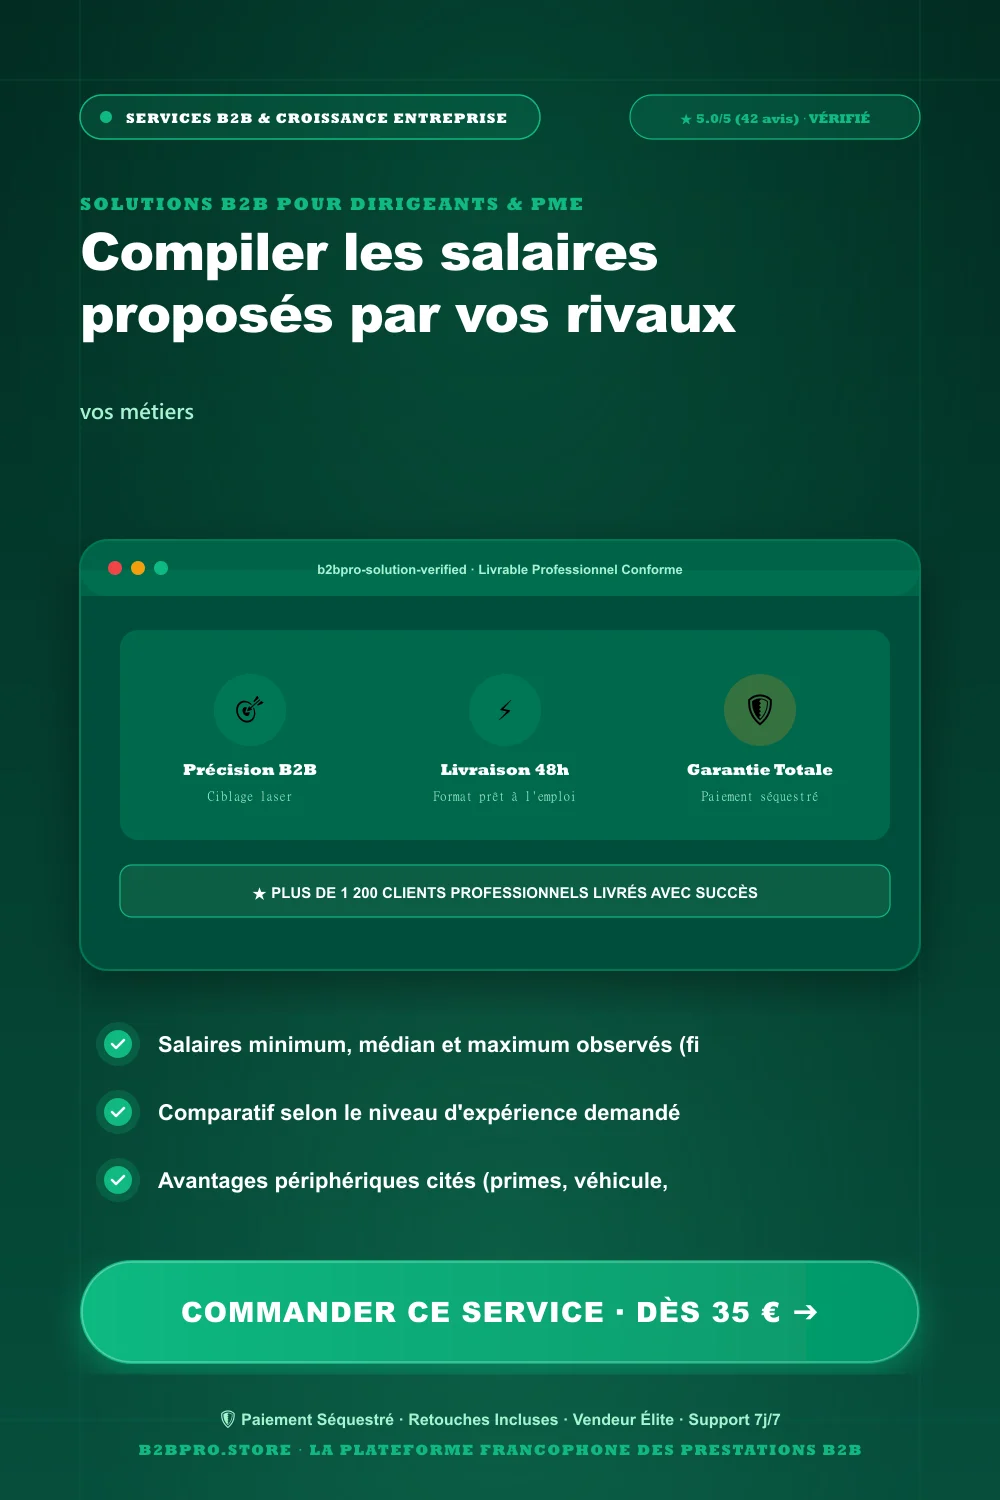 SERVICES B2B & CROISSANCE ENTREPRISE
★ 5.0/5 (42 avis) · VÉRIFIÉ
SOLUTIONS B2B POUR DIRIGEANTS & PME
Compiler les salaires
proposés par vos rivaux
vos métiers
b2bpro-solution-verified · Livrable Professionnel Conforme
Précision B2B
Ciblage laser
Livraison 48h
Format prêt à l'emploi
Garantie Totale
Paiement séquestré
★ PLUS DE 1 200 CLIENTS PROFESSIONNELS LIVRÉS AVEC SUCCÈS
Salaires minimum, médian et maximum observés (fi
Comparatif selon le niveau d'expérience demandé
Avantages périphériques cités (primes, véhicule,
COMMANDER CE SERVICE · DÈS 35 € →
Paiement Séquestré · Retouches Incluses · Vendeur Élite · Support 7j/7
B2BPRO.STORE · LA PLATEFORME FRANCOPHONE DES PRESTATIONS B2B